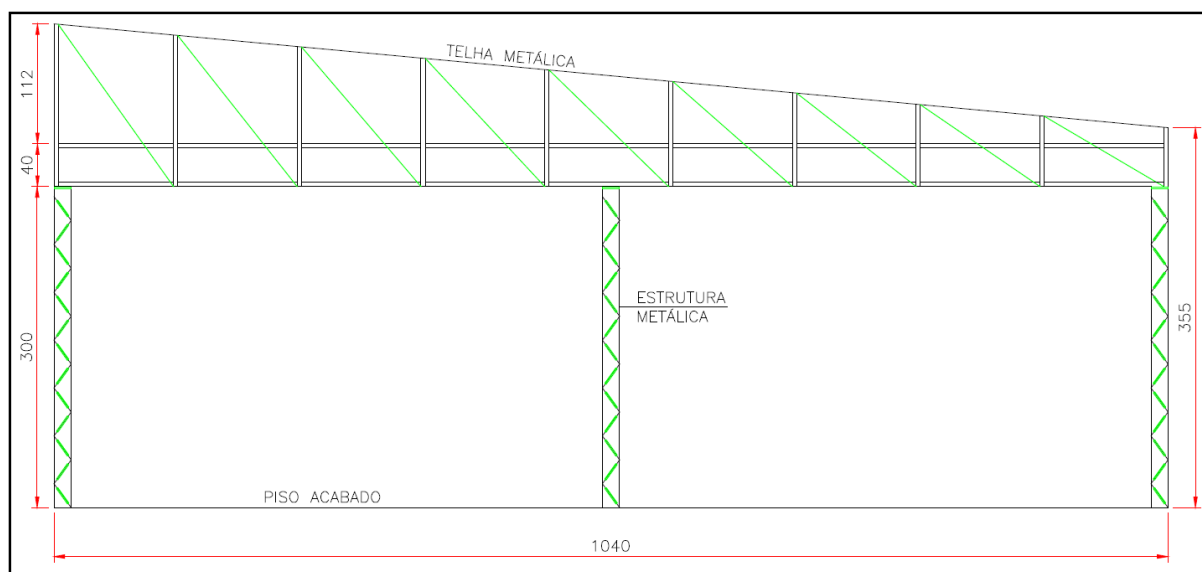 TELHA METÁLICA
112
40
300
ESTRUTURA
METÁLICA
355
PISO ACABADO
1040